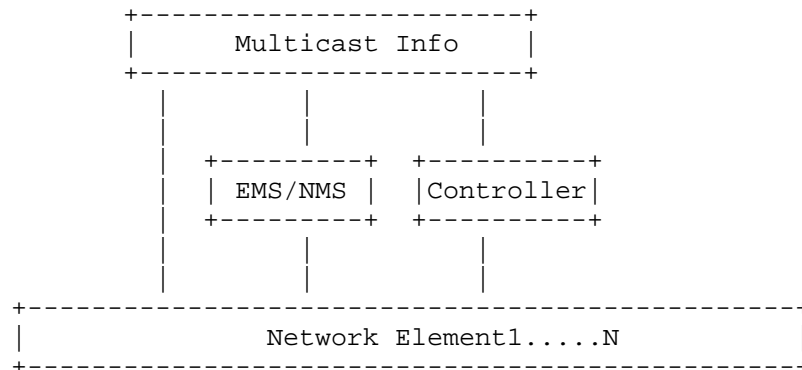 Multicast Info
EMS/NMS Controller
Network Element1.....N